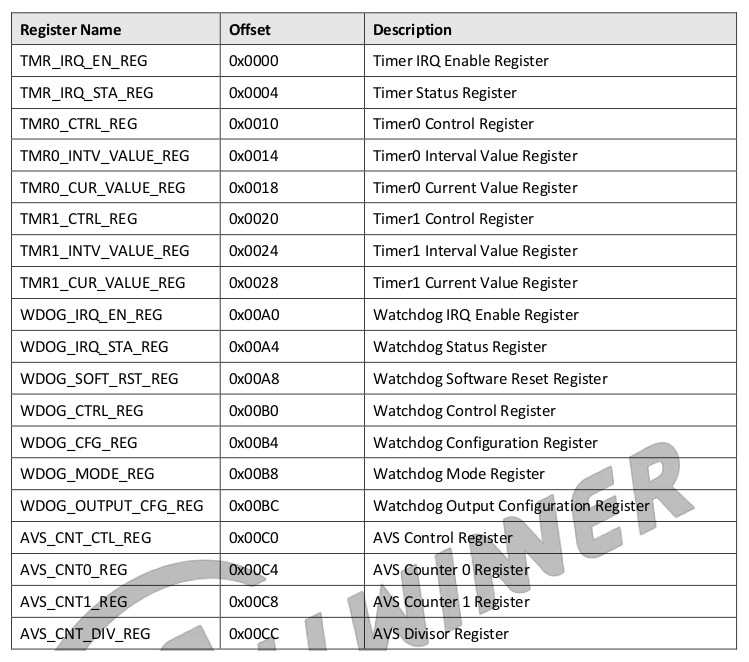 Register Name Offset Description
TMR_IRQ_EN_REG 0x0000 Timer IRQ Enable Register
TMR_IRQ_STA_REG 0x0004 Timer Status Register
TMR0_CTRL_REG 0x0010 Timer0 Control Register
TMR0_INTV_VALUE_REG 0x0014 Timer0 Interval Value Register
TMR0_CUR_VALUE_REG 0x0018 Timer0 Current Value Register
TMR1_CTRL_REG 0x0020 Timer1 Control Register
TMR1_INTV_VALUE_REG 0x0024 Timer1 Interval Value Register
TMR1_CUR_VALUE_REG 0x0028 Timer1 Current Value Register
WDOG_IRQ_EN_REG 0x00A0 Watchdog IRQ Enable Register
WDOG_IRQ_STA_REG 0x00A4 Watchdog Status Register
WDOG_SOFT_RST_REG 0x00A8 Watchdog Software Reset Register
WDOG_CTRL_REG 0x00B0 Watchdog Control Register
WDOG_CFG_REG 0x00B4 Watchdog Configuration Register
WDOG_MODE_REG 0x00B8 Watchdog Mode Register
WDOG_OUTPUT_CFG_REG 0x00BC Watchdog Output Configuration Register
AVS_CNT_CTL_REG 0x00C0 AVS Control Register
AVS_CNT0_REG 0x00C4 AVS Counter 0 Register
AVS_CNT1_REG 0x00C8 AVS Counter 1 Register
AVS_CNT_DIV_REG 0x00CC AVS Divisor Register